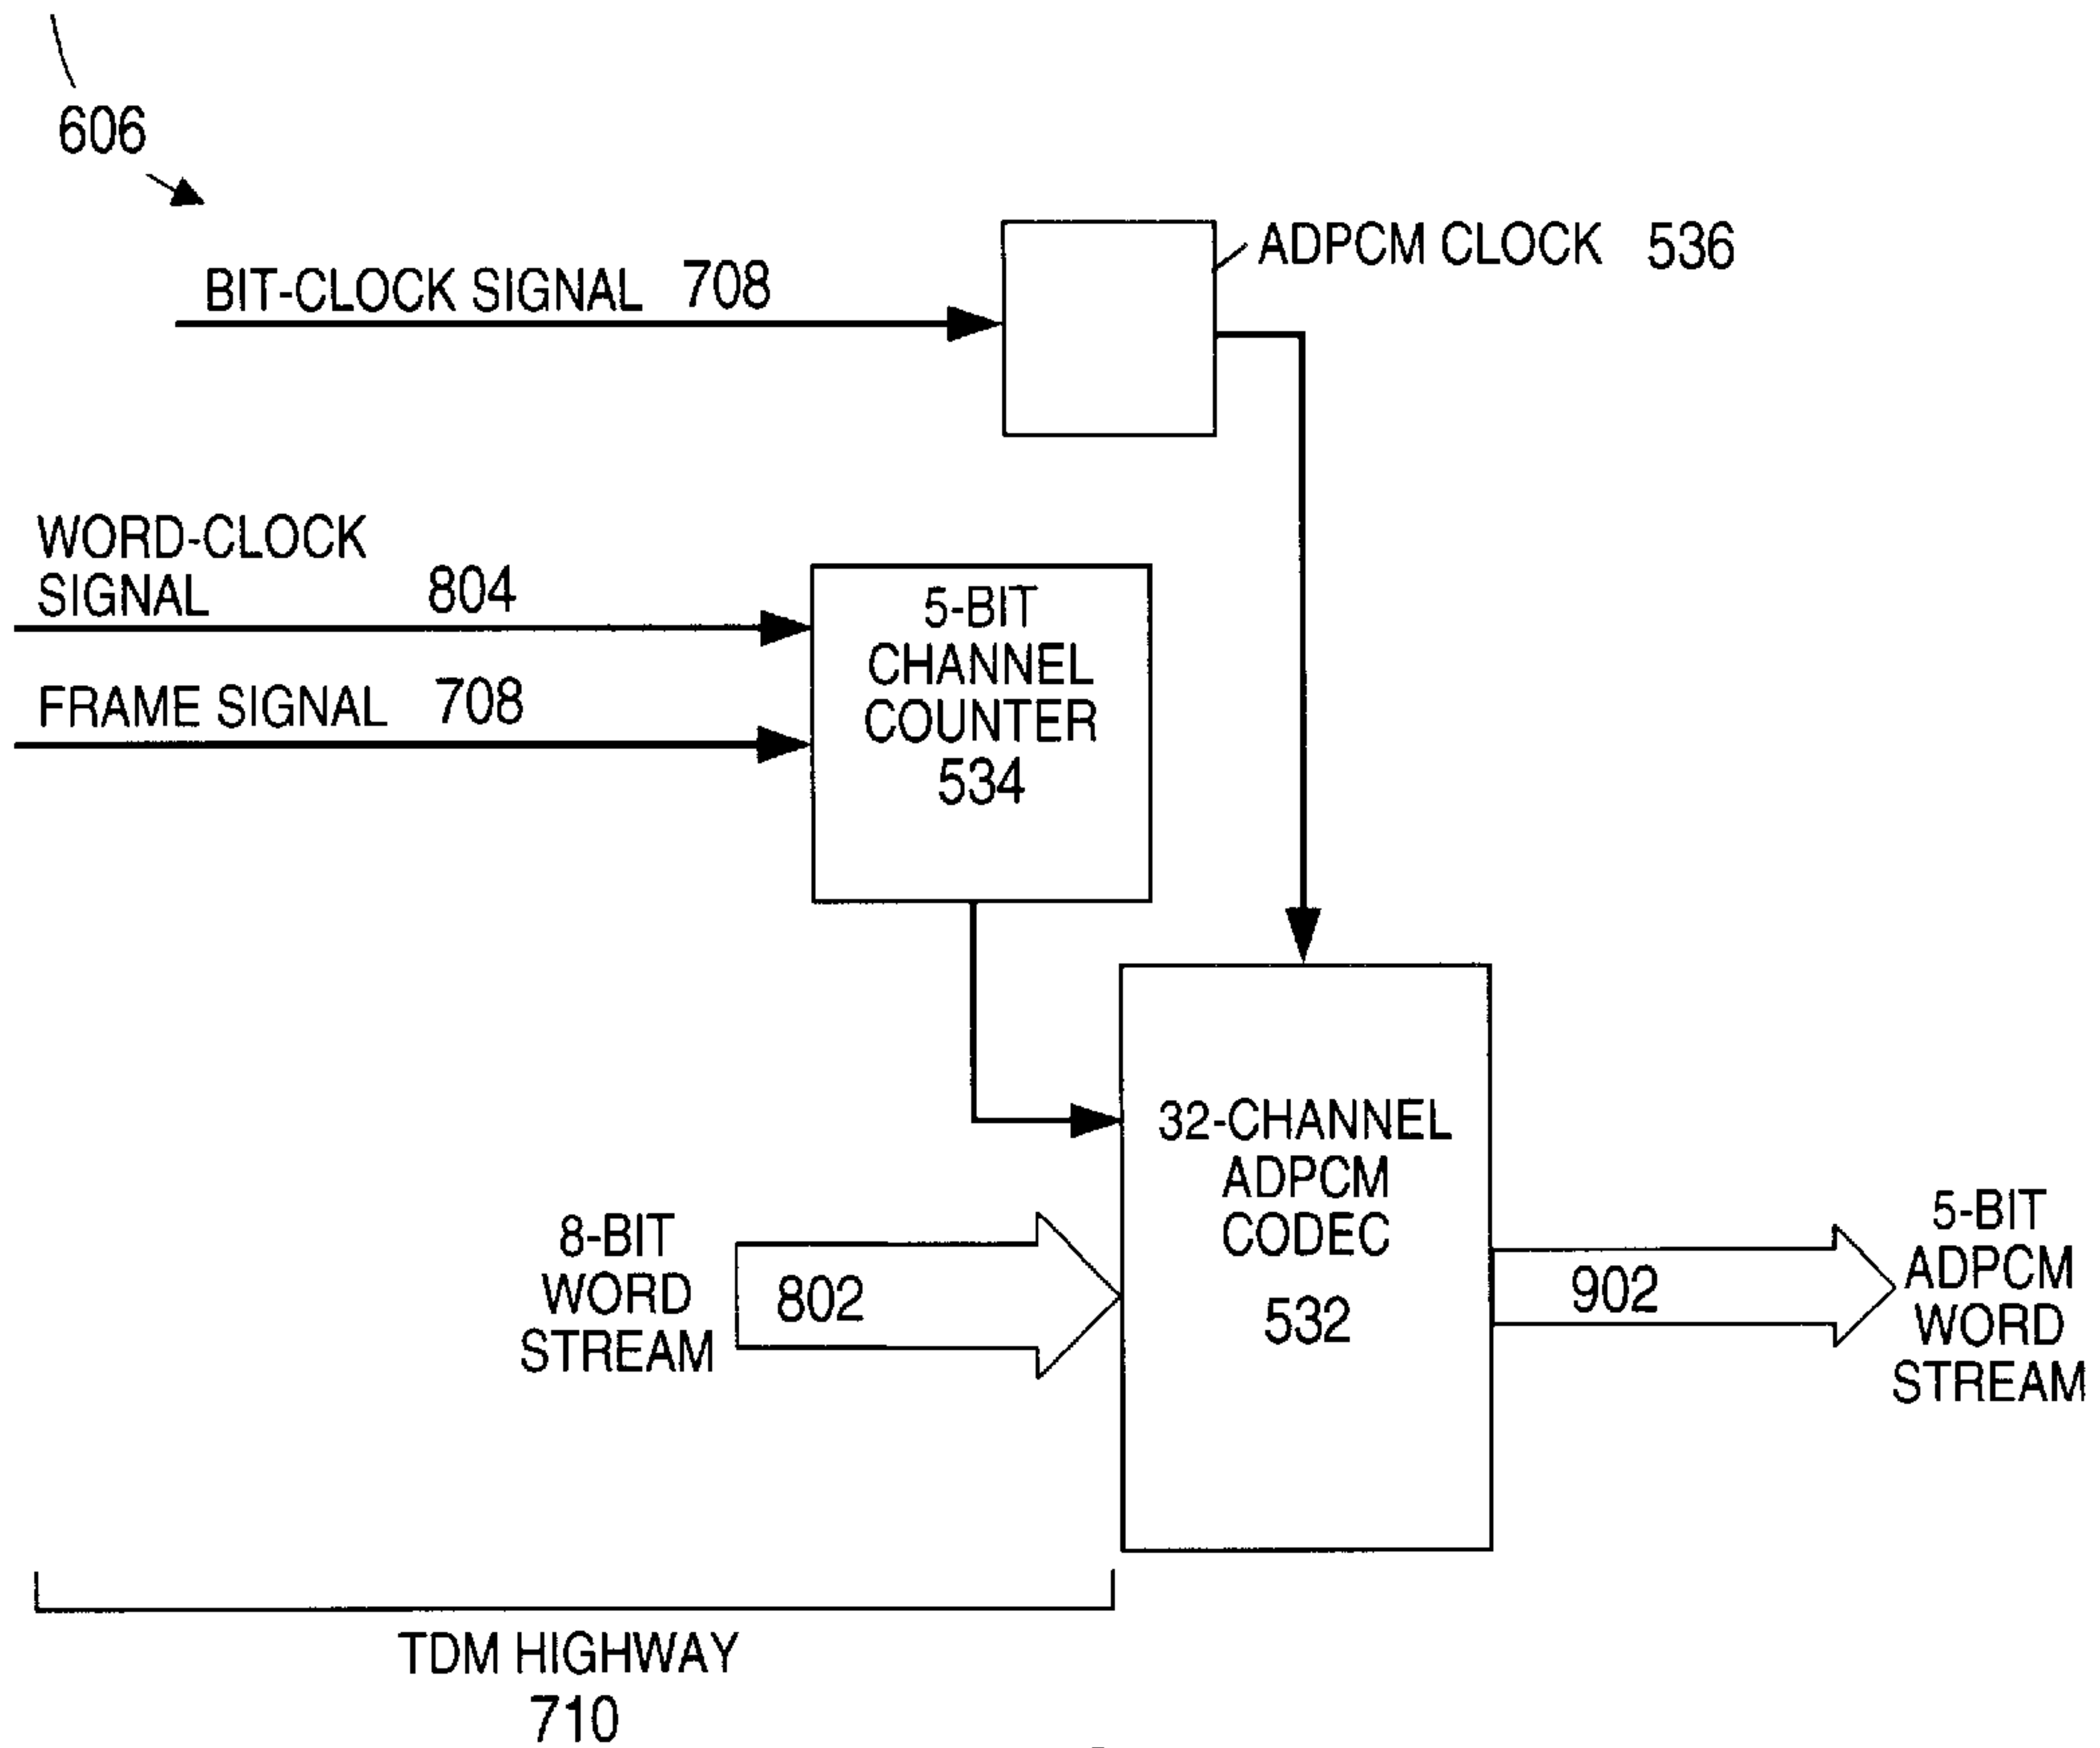 606
BIT-CLOCK SIGNAL 708
ADPCM CLOCK 536
WORD-CLOCK
SIGNAL 804
FRAME SIGNAL 708
5-BIT
CHANNEL
COUNTER
534
32-CHANNEL
ADPCM
CODEC
532
8-BIT
WORD
STREAM
802
902
5-BIT
ADPCM
WORD
STREAM
TDM HIGHWAY
710